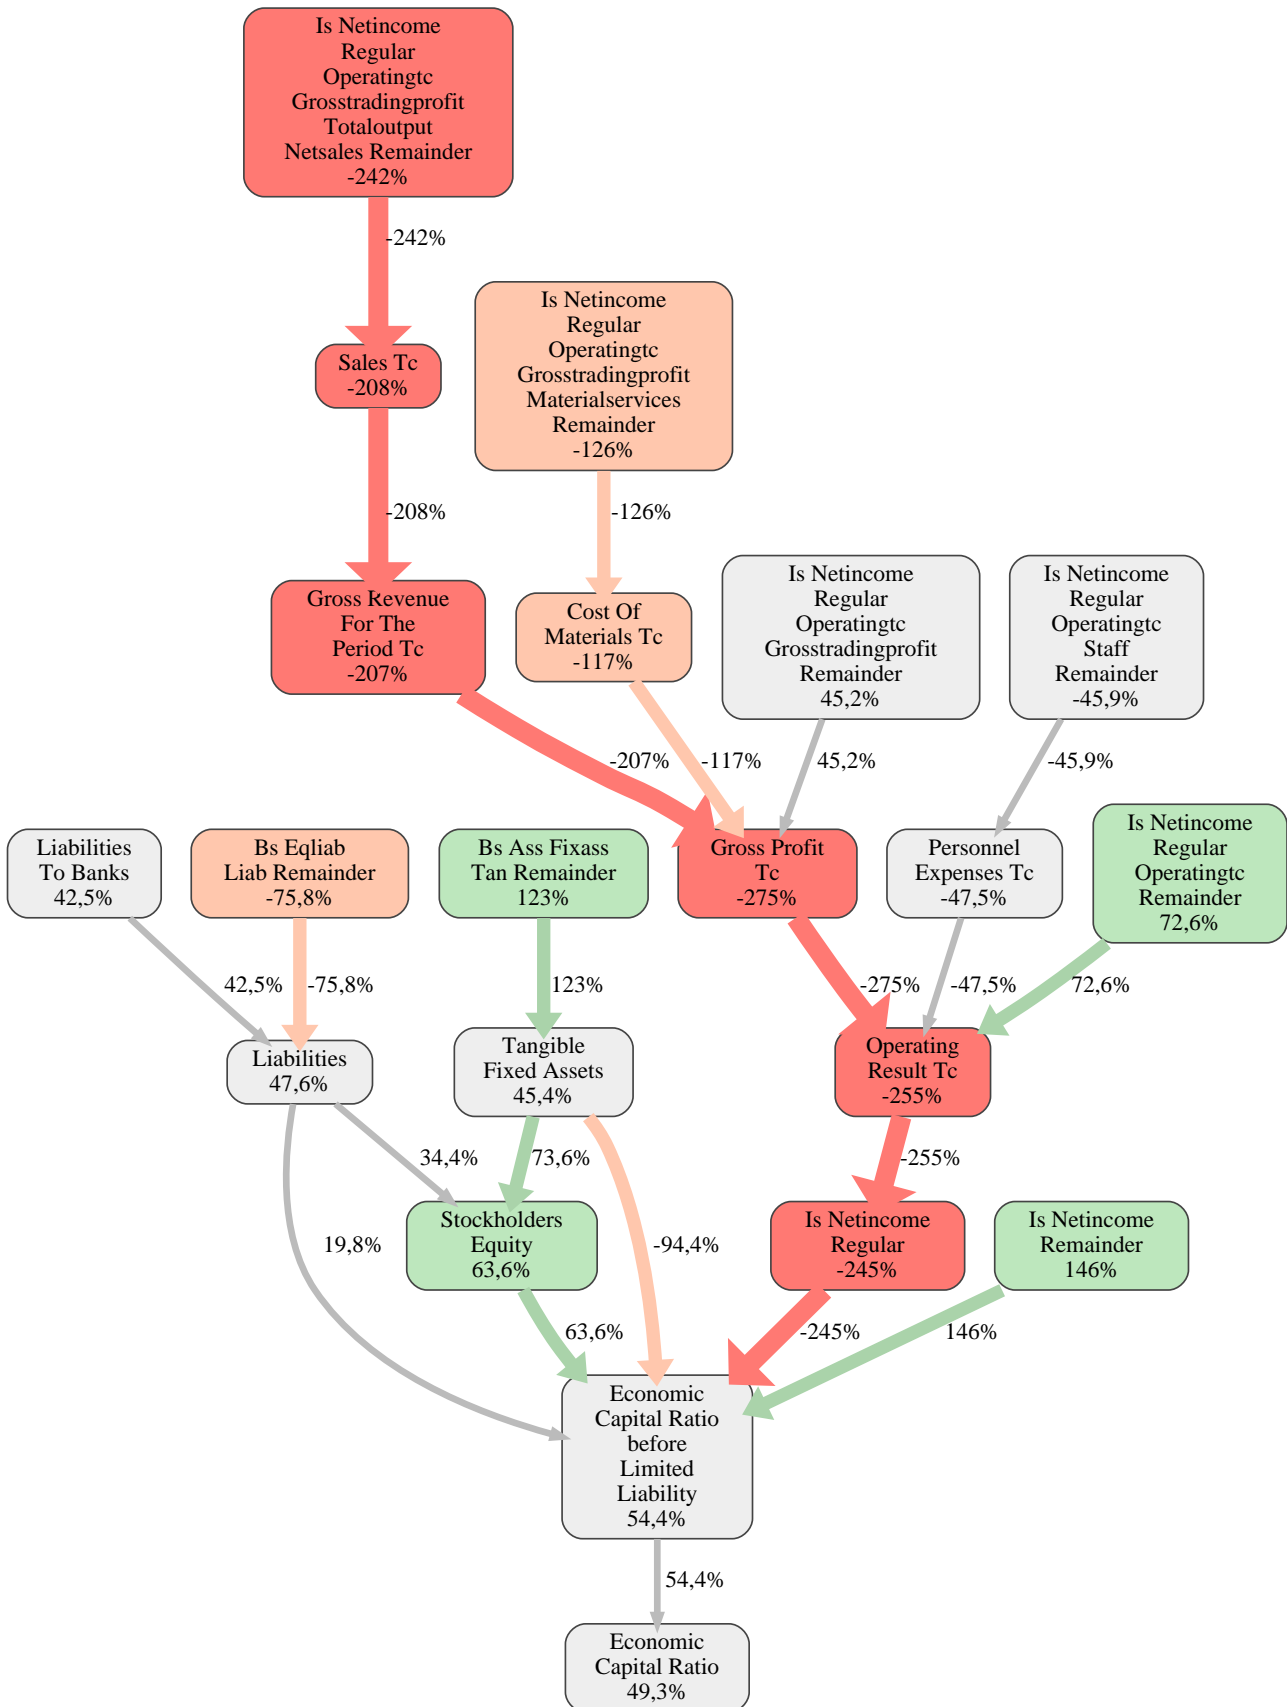 Is Netincome
Regular
Operatingtc
Grosstradingprofit
Totaloutput
Netsales Remainder
-242%
-242%
Is Netincome
Regular
Operatingtc
Grosstradingprofit
Materialservices
Remainder
-126%
Sales Tc
-208%
-208%
-126%
Is Netincome
Regular
Operatingtc
Grosstradingprofit
Remainder
45,2%
Is Netincome
Regular
Operatingtc
Staff
Remainder
-45,9%
Gross Revenue
For The
Period Tc
-207%
Cost Of
Materials Tc
-117%
-207%
-117%
45,2%
-45,9%
Liabilities
To Banks
42,5%
Bs Eqliab
Liab Remainder
-75,8%
Bs Ass Fixass
Tan Remainder
123%
Gross Profit
Tc
-275%
Personnel
Expenses Tc
-47,5%
Is Netincome
Regular
Operatingtc
Remainder
72,6%
42,5%
-75,8%
123%
-275%
-47,5%
72,6%
Liabilities
47,6%
Tangible
Fixed Assets
45,4%
Operating
Result Tc
-255%
34,4%
73,6%
-255%
Stockholders
Equity
63,6%
Is Netincome
Regular
-245%
Is Netincome
Remainder
146%
19,8%
-94,4%
63,6%
-245%
146%
Economic
Capital Ratio
before
Limited
Liability
54,4%
54,4%
Economic
Capital Ratio
49,3%